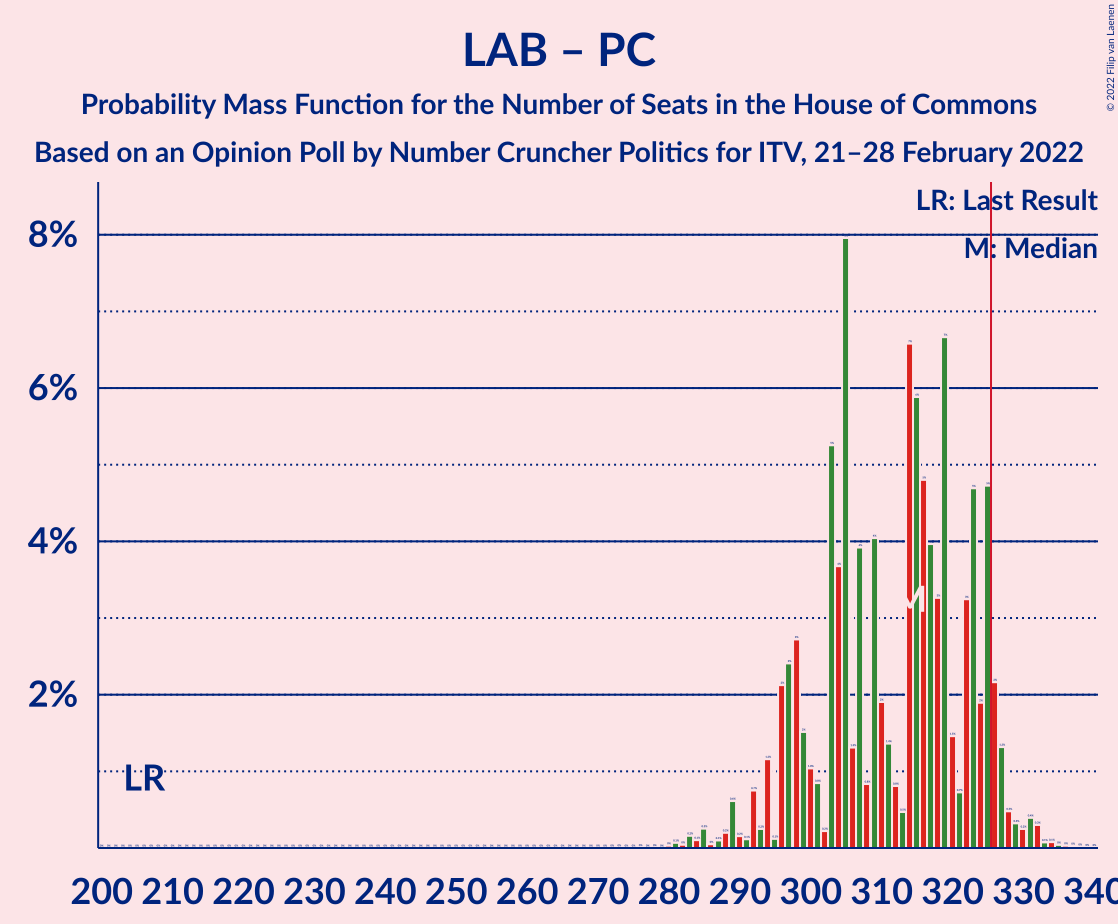 © 2022 Filip van Laenen
LAB – PC
Probability Mass Function for the Number of Seats in the House of Commons
Based on an Opinion Poll by Number Cruncher Politics for ITV, 21–28 February 2022
LR: Last Result
M: Median
8%
6%
4%
2%
M
LR
200 210 220 230 240 250 260 270 280 290 300 310 320 330 340